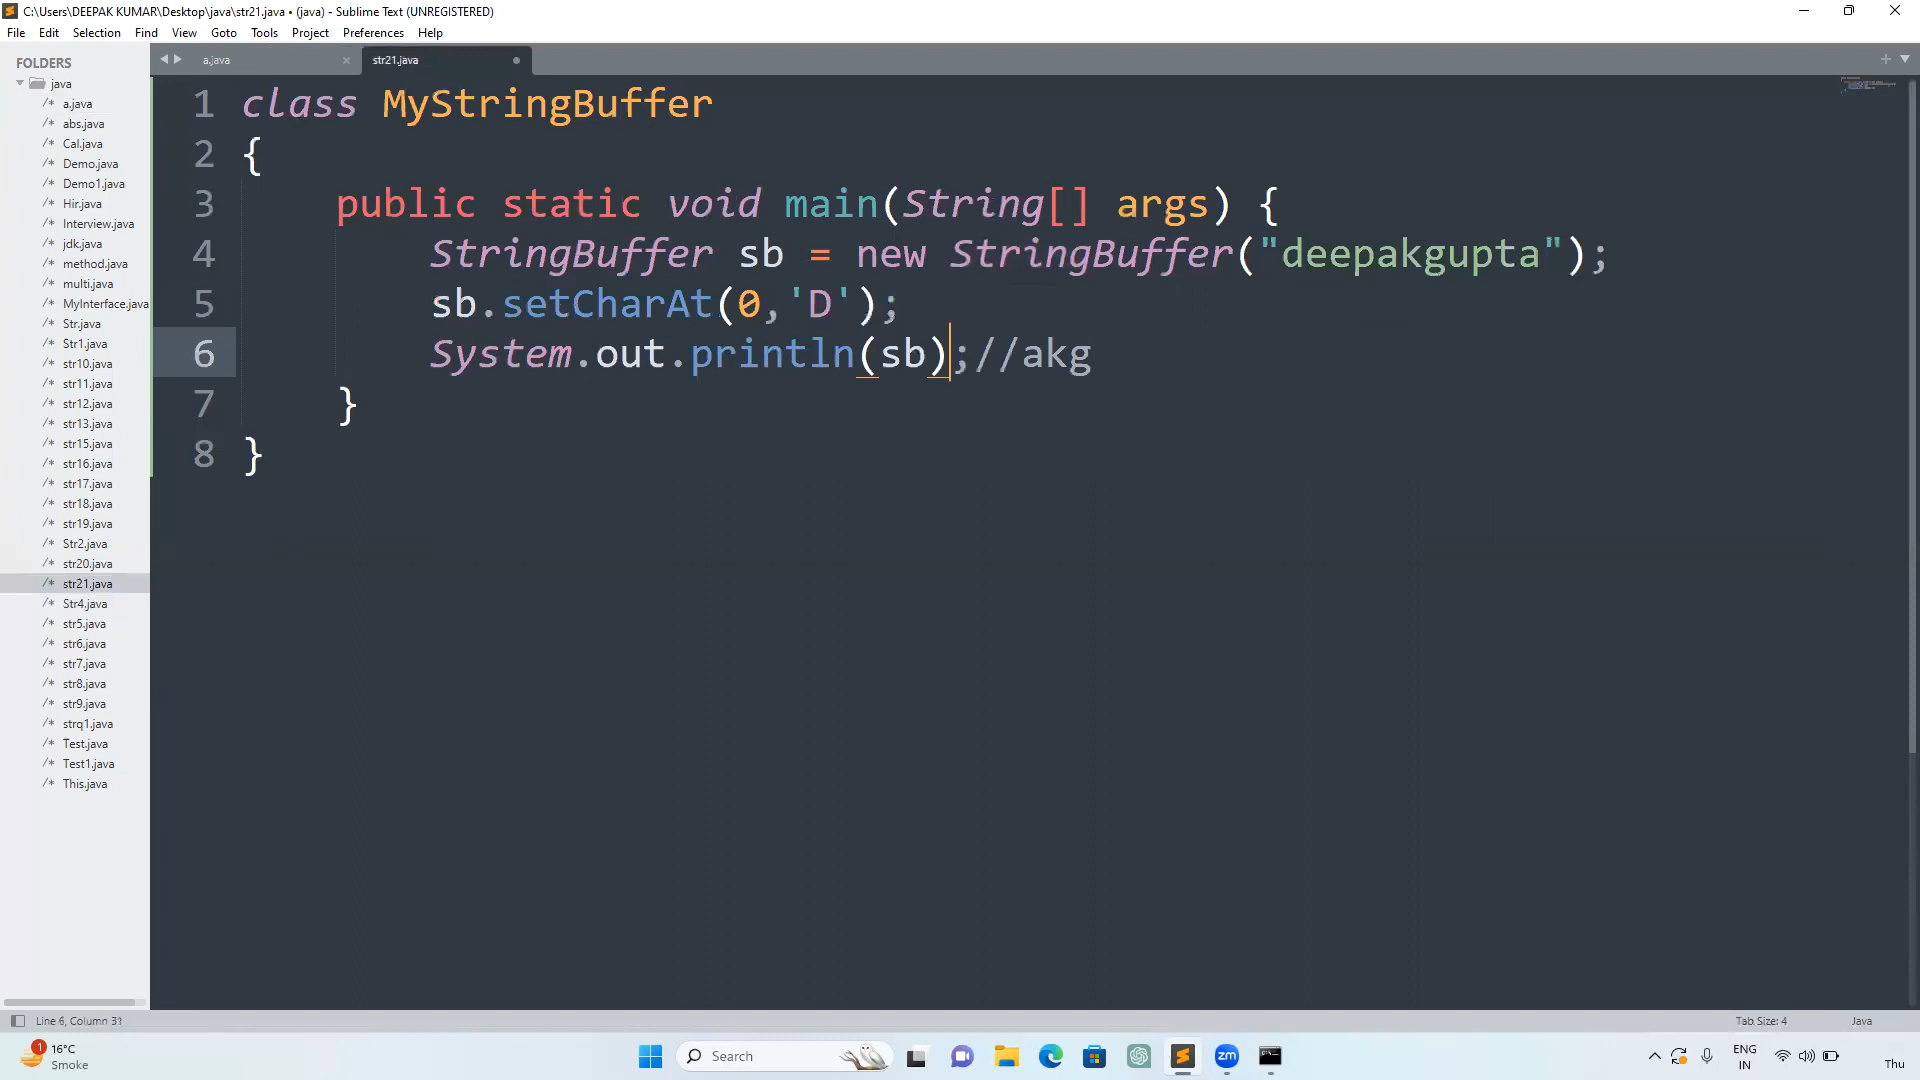 C:\Users\DEEPAK KUMAR\Desktop\java\str21.java • (java) - Sublime Text (UNREGISTERED)
File Edit Selection Find View Goto Tools Project Preferences Help
FOLDERS
java
/* a.java
/* abs.java
/* Cal.java
/* Demo.java
/* Demo1.java
/* Hir.java
/* Interview.java
/* jdk.java
/* method.java
/* multi.java
/* MyInterface.java
/* Str.java
/* Str1.java
/* str10.java
/* str11.java
/* str12.java
/* str13.java
/* str15.java
/* str16.java
/* str17.java
/* str18.java
/* str19.java
/* Str2.java
/* str20.java
/* str21.java
/* Str4.java
/* str5.java
/* str6.java
/* str7.java
/* str8.java
/* str9.java
/* strq1.java
/* Test.java
/* Test1.java
/* This.java
a.java × str21.java
1 class MyStringBuffer
2 {
3 public static void main(String[] args) {
4 StringBuffer sb = new StringBuffer("deepakgupta");
5 sb.setCharAt(0,'D');
6 System.out.println(sb);//akg
7 }
8 }
Line 6, Column 31
Tab Size: 4 Java
1
16°C
Smoke
Search
zm
ENG
IN
Thu